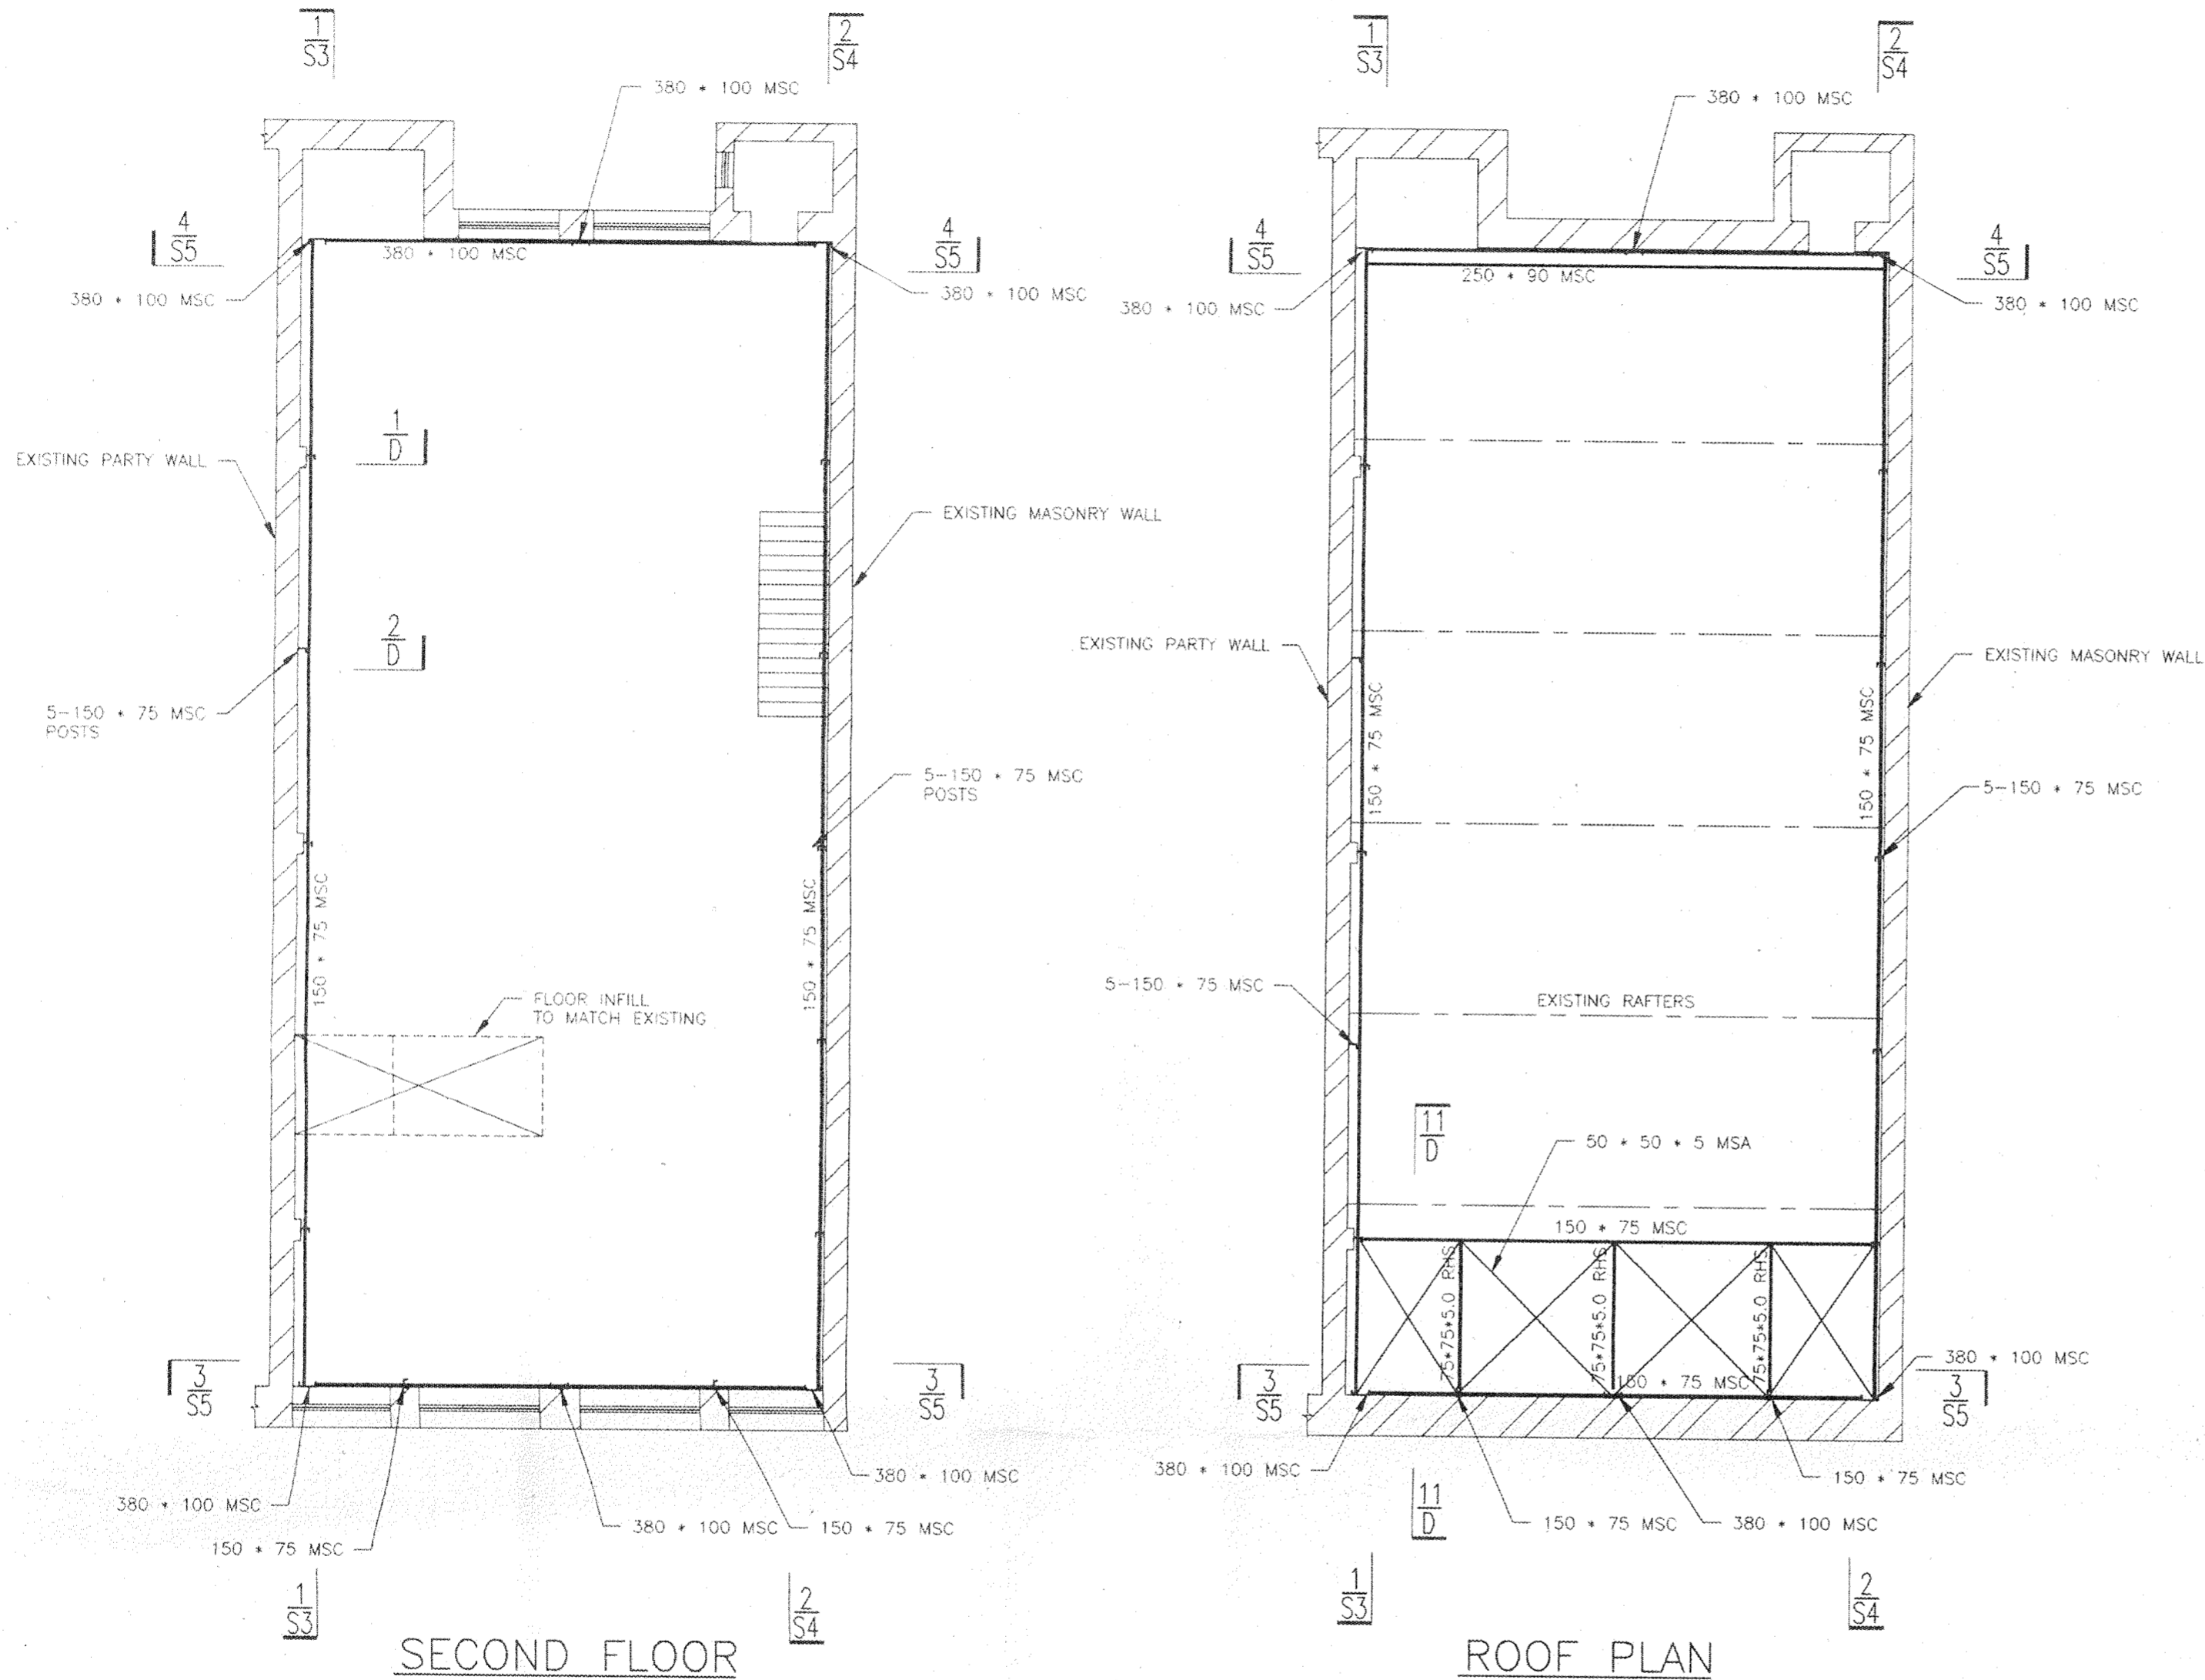 1
S3
2
S4
380 * 100 MSC
4
S5
380 * 100 MSC
4
S5
380 * 100 MSC
380 * 100 MSC
1
D
EXISTING PARTY WALL
EXISTING MASONRY WALL
2
D
5-150 * 75 MSC
POSTS
5-150 * 75 MSC
POSTS
150 * 75 MSC
150 * 75 MSC
FLOOR INFILL
TO MATCH EXISTING
3
S5
3
S5
380 * 100 MSC
380 * 100 MSC
380 * 100 MSC
150 * 75 MSC
150 * 75 MSC
1
S3
2
S4
SECOND FLOOR
1
S3
2
S4
380 * 100 MSC
4
S5
4
S5
250 * 90 MSC
380 * 100 MSC
380 * 100 MSC
EXISTING PARTY WALL
EXISTING MASONRY WALL
150 * 75 MSC
150 * 75 MSC
5-150 * 75 MSC
5-150 * 75 MSC
EXISTING RAFTERS
11
D
50 * 50 * 5 MSA
150 * 75 MSC
75*75*5.0 RHS
75*75*5.0 RHS
75*75*5.0 RHS
150 * 75 MSC
380 * 100 MSC
3
S5
3
S5
380 * 100 MSC
150 * 75 MSC
11
D
150 * 75 MSC
380 * 100 MSC
1
S3
2
S4
ROOF PLAN